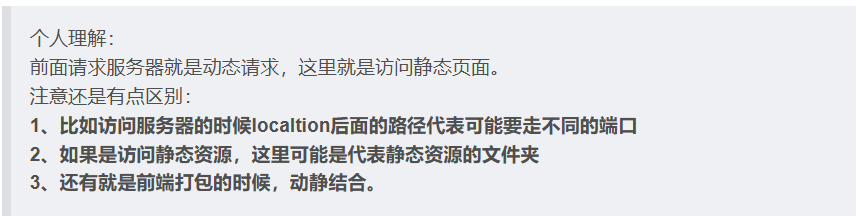 个人理解：
前面请求服务器就是动态请求，这里就是访问静态页面。
注意还是有点区别：
1、比如访问服务器的时候localtion后面的路径代表可能要走不同的端口
2、如果是访问静态资源，这里可能是代表静态资源的文件夹
3、还有就是前端打包的时候，动静结合。